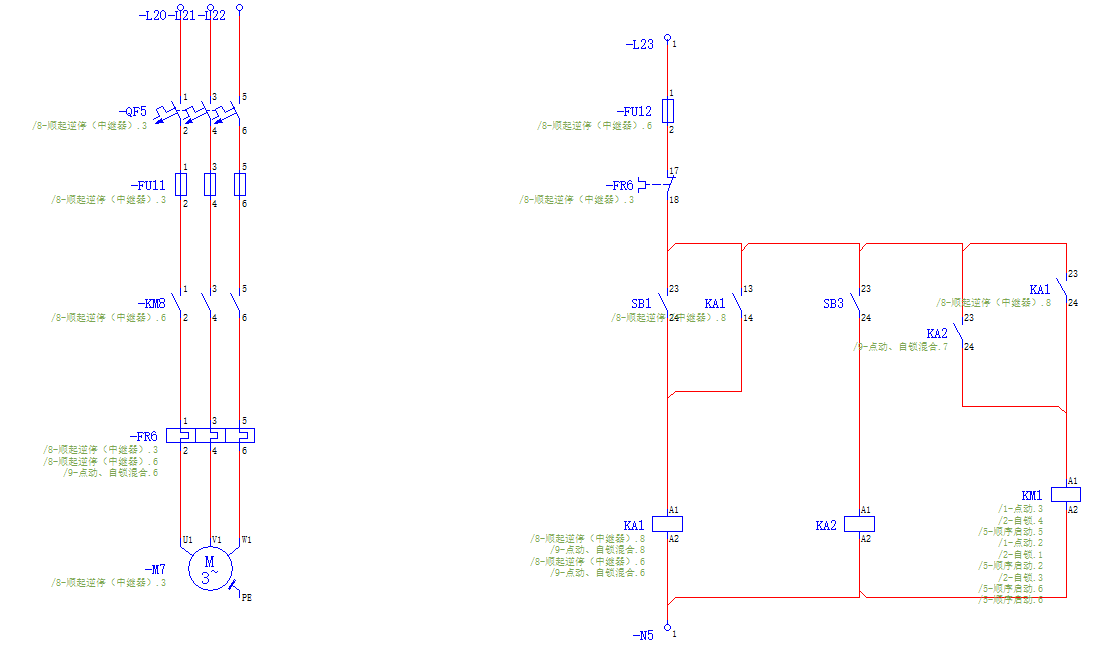 -L20-L21-L22
-QF5
1 3 5
/8-顺起逆停（中继器）.3
2 4 6
-FU11
1 3 5
/8-顺起逆停（中继器）.3
2 4 6
-KM8
1 3 5
/8-顺起逆停（中继器）.6
2 4 6
-FR6
1 3 5
/8-顺起逆停（中继器）.3
/8-顺起逆停（中继器）.6
/9-点动、自锁混合.6
2 4 6
U1 V1 W1
-M7
M
3~
/8-顺起逆停（中继器）.3
PE
-L23
1
-FU12
1
/8-顺起逆停（中继器）.6
2
-FR6
17
/8-顺起逆停（中继器）.3
18
SB1
23
24
KA1
13
/8-顺起逆停（中继器）.8
14
SB3
23
24
KA2
23
/9-点动、自锁混合.7
24
KA1
23
/8-顺起逆停（中继器）.8
24
KA1
A1
A2
/8-顺起逆停（中继器）.8
/9-点动、自锁混合.8
/8-顺起逆停（中继器）.6
/9-点动、自锁混合.6
KA2
A1
A2
KM1
A1
A2
/1-点动.3
/2-自锁.4
/5-顺序启动.5
/1-点动.2
/2-自锁.1
/5-顺序启动.2
/2-自锁.3
/5-顺序启动.6
/5-顺序启动.6
-N5
1